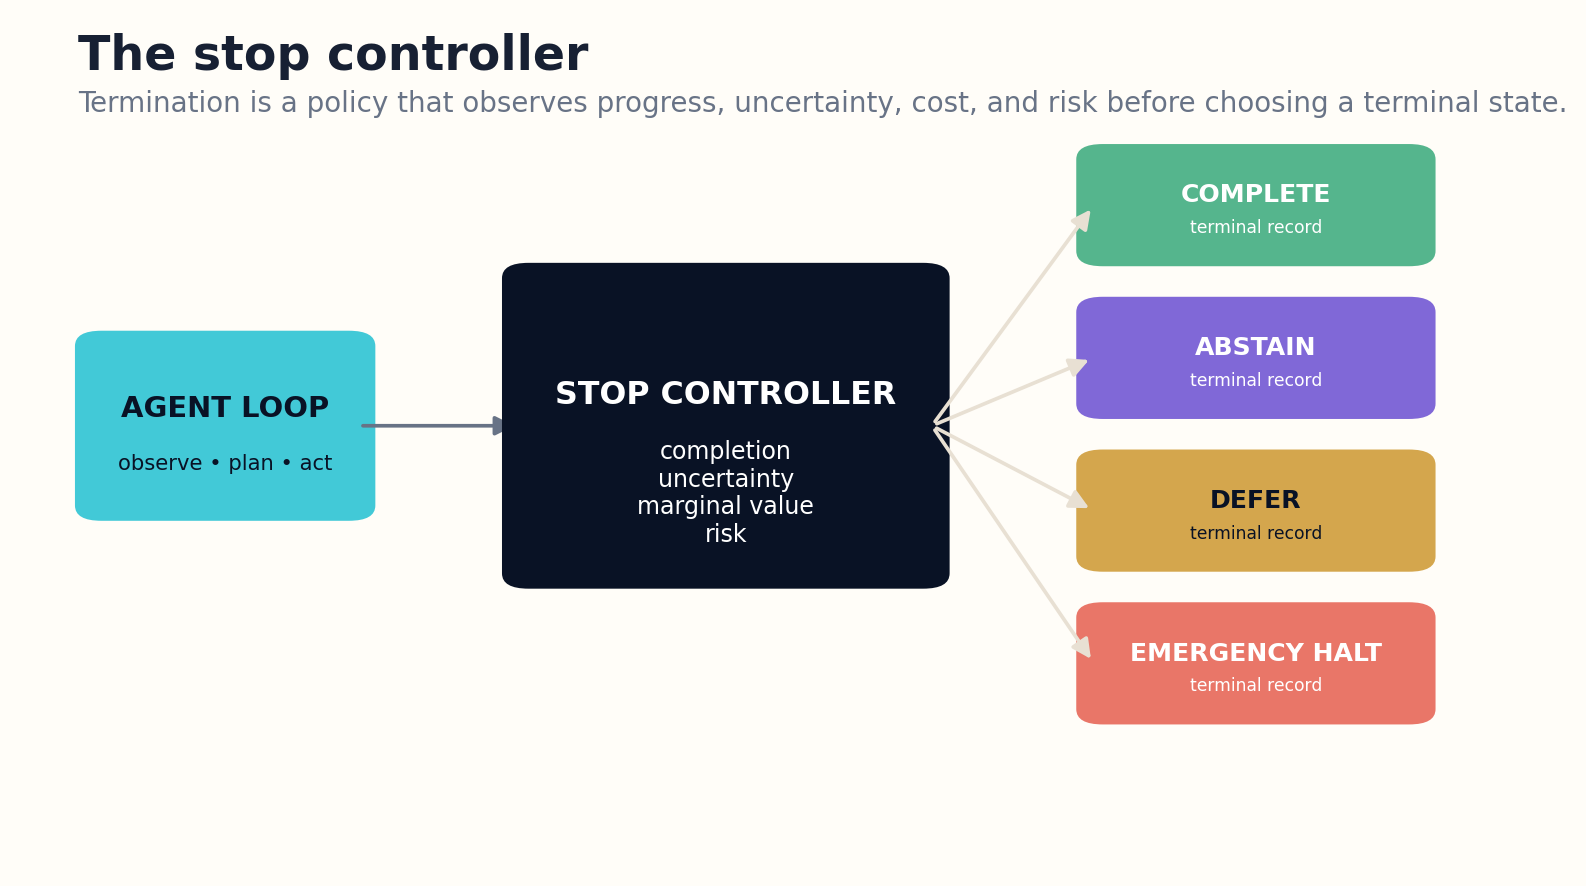 The stop controller
Termination is a policy that observes progress, uncertainty, cost, and risk before choosing a terminal state.
AGENT LOOP
observe • plan • act
STOP CONTROLLER
completion
uncertainty
marginal value
risk
COMPLETE
terminal record
ABSTAIN
terminal record
DEFER
terminal record
EMERGENCY HALT
terminal record